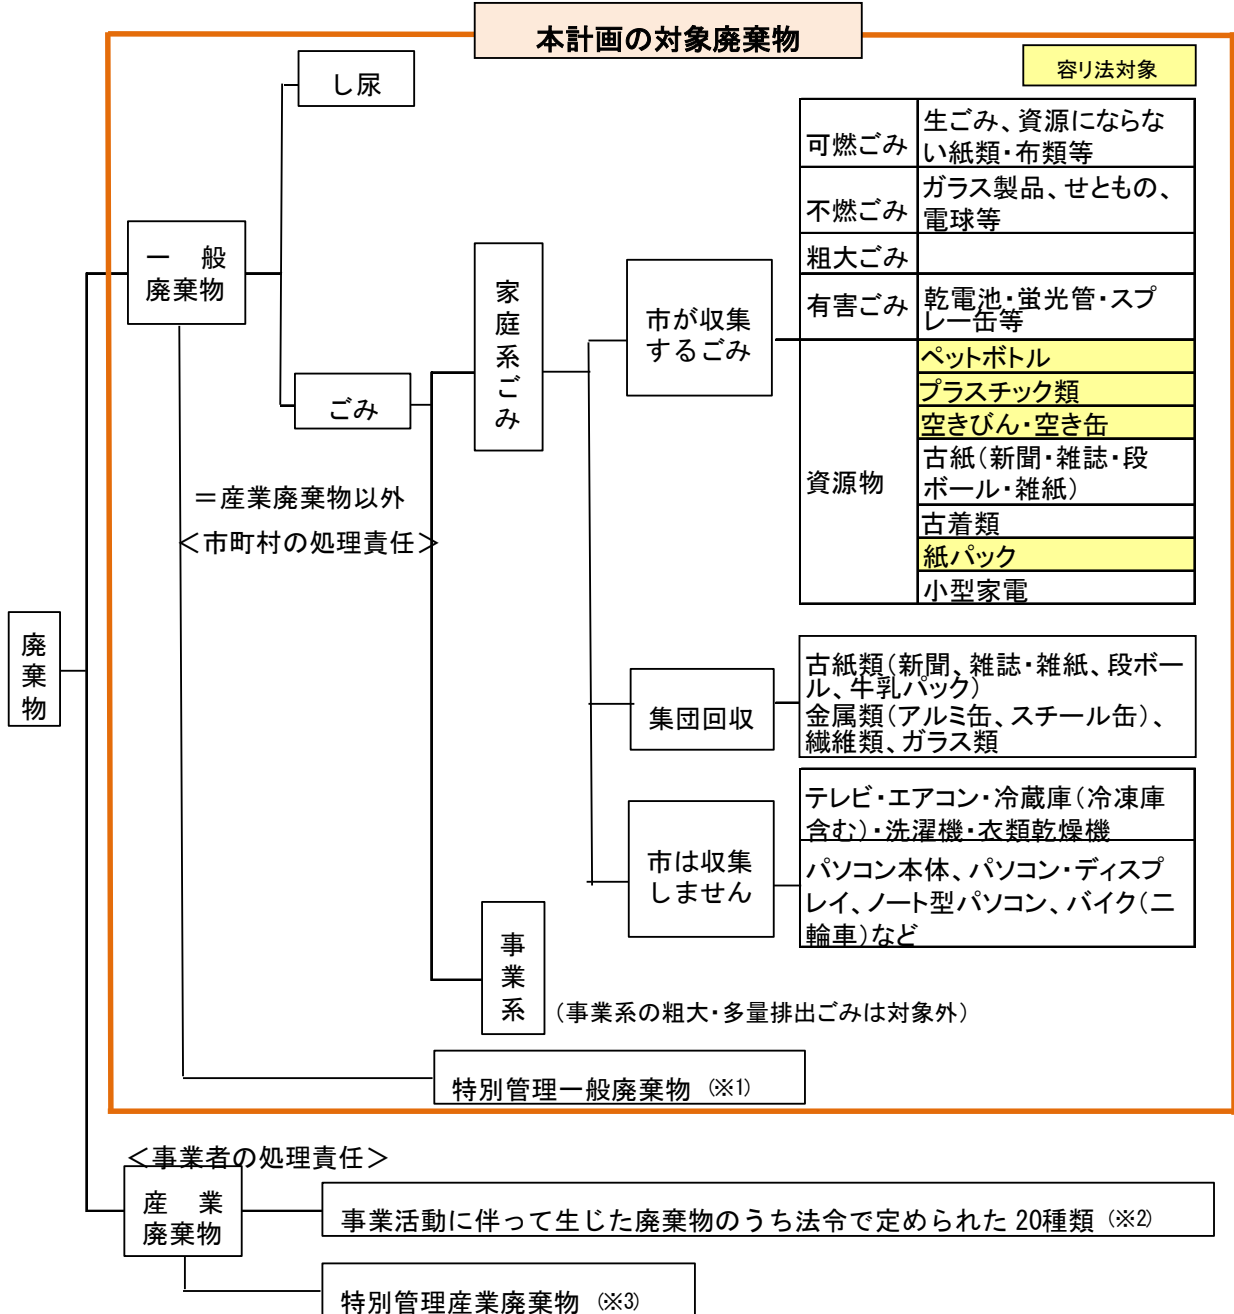 本計画の対象廃棄物
容リ法対象
し尿
可燃ごみ
生ごみ、資源にならな
い紙類・布類等
不燃ごみ
ガラス製品、せともの、
電球等
粗大ごみ
有害ごみ
乾電池・蛍光管・スプ
レー缶等
資源物
ペットボトル
プラスチック類
空きびん・空き缶
古紙(新聞・雑誌・段
ボール・雑紙)
古着類
紙パック
小型家電
一 般
廃棄物
家庭系ごみ
市が収集
するごみ
ごみ
＝産業廃棄物以外
＜市町村の処理責任＞
廃棄物
集団回収
古紙類(新聞、雑誌・雑紙、段ボー
ル、牛乳パック)
金属類(アルミ缶、スチール缶)、
繊維類、ガラス類
市は収集
しません
テレビ・エアコン・冷蔵庫(冷凍庫
含む)・洗濯機・衣類乾燥機
パソコン本体、パソコン・ディスプ
レイ、ノート型パソコン、バイク(二
輪車)など
事業系
(事業系の粗大・多量排出ごみは対象外)
特別管理一般廃棄物 (※1)
＜事業者の処理責任＞
産 業
廃棄物
事業活動に伴って生じた廃棄物のうち法令で定められた 20種類 (※2)
特別管理産業廃棄物 (※3)